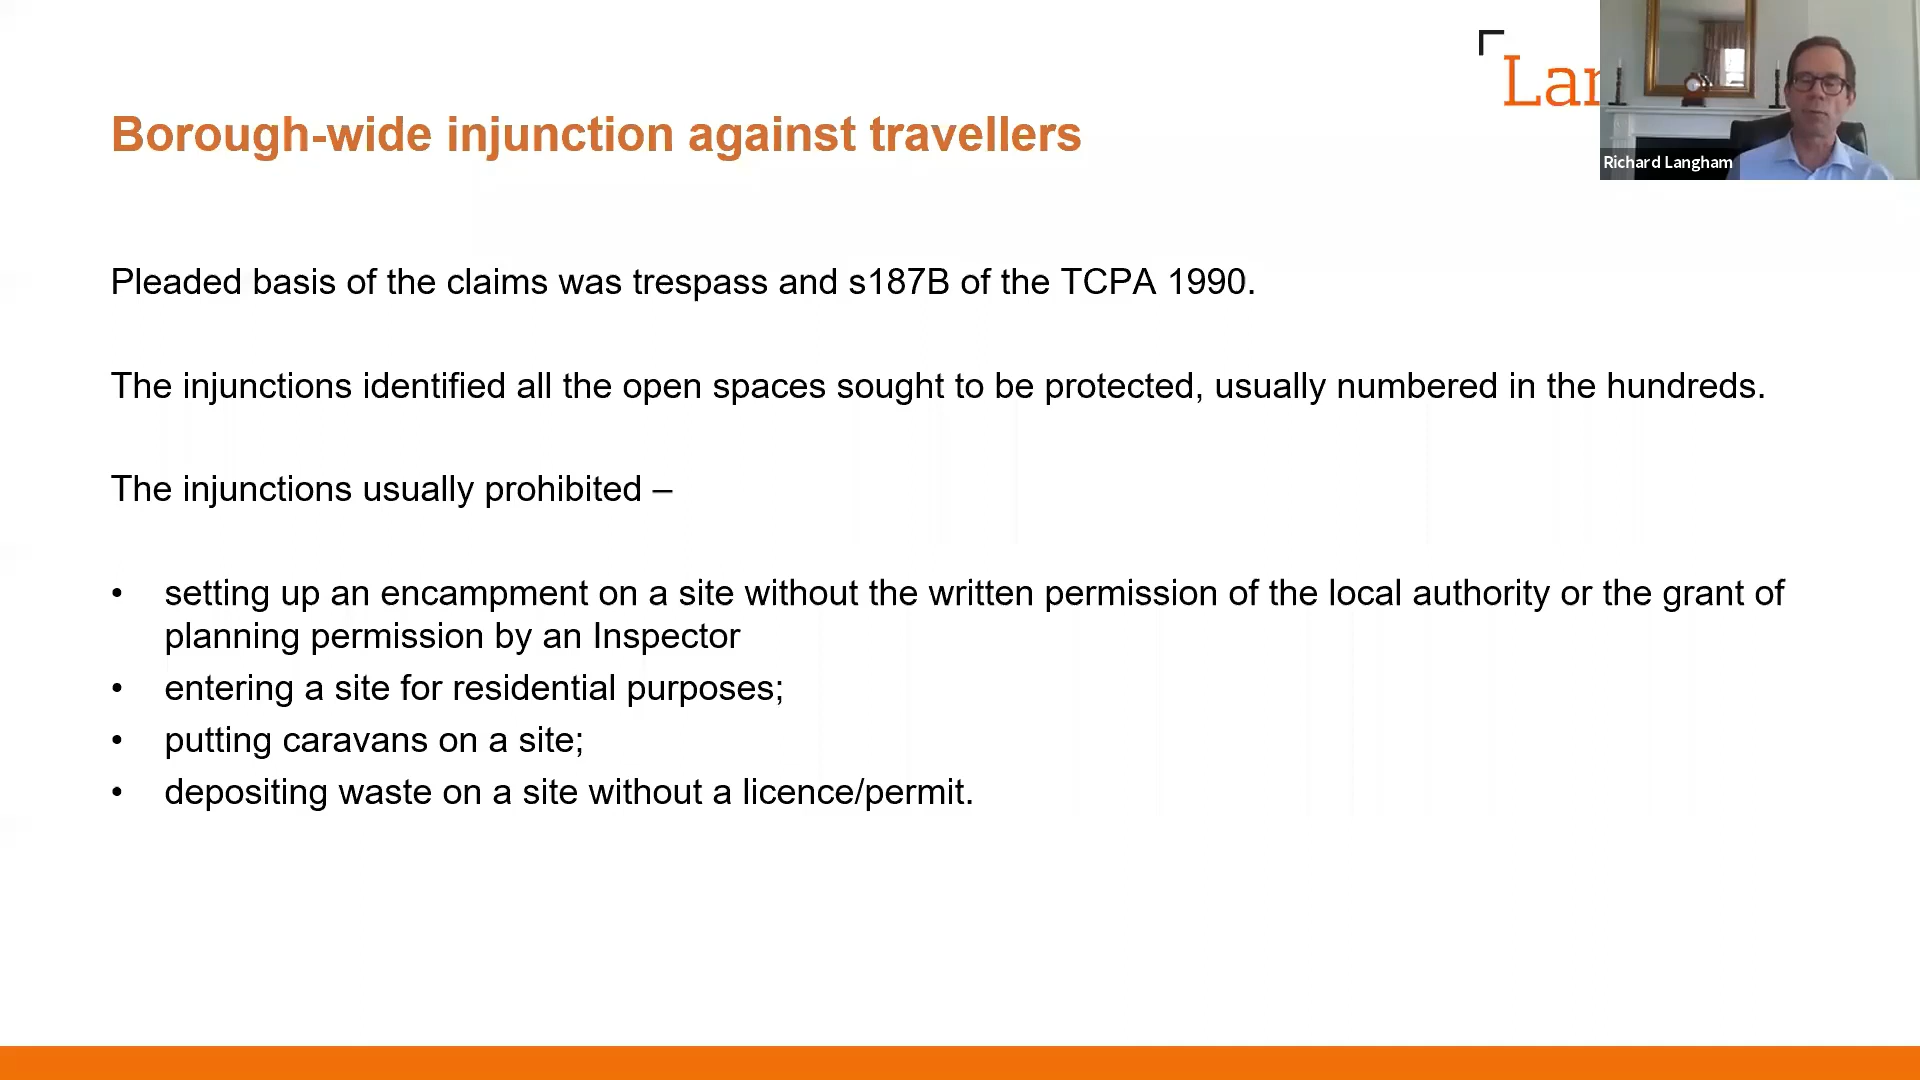 Lan
Richard Langham
Borough-wide injunction against travellers
Pleaded basis of the claims was trespass and s187B of the TCPA 1990.
The injunctions identified all the open spaces sought to be protected, usually numbered in the hundreds.
The injunctions usually prohibited –
• setting up an encampment on a site without the written permission of the local authority or the grant of
planning permission by an Inspector
• entering a site for residential purposes;
• putting caravans on a site;
• depositing waste on a site without a licence/permit.